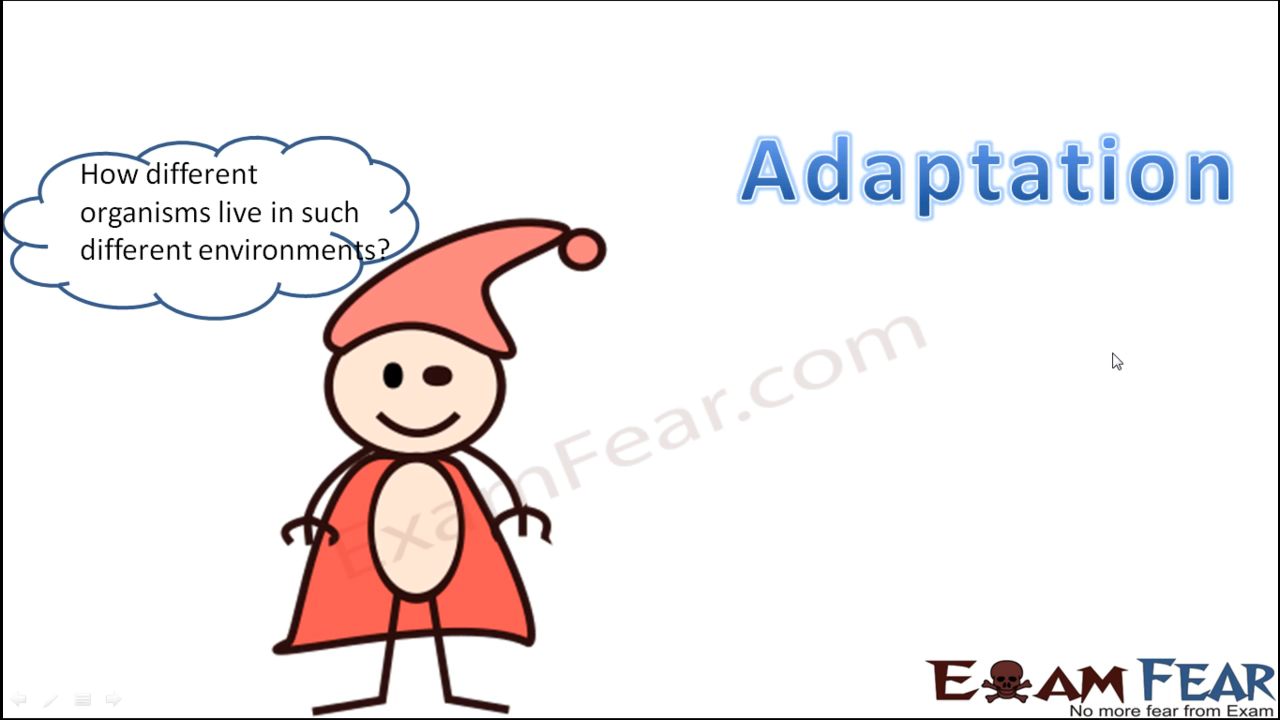 How different
organisms live in such
different environments?
Adaptation
ExamFear.com
EXAM FEAR
No more fear from Exam